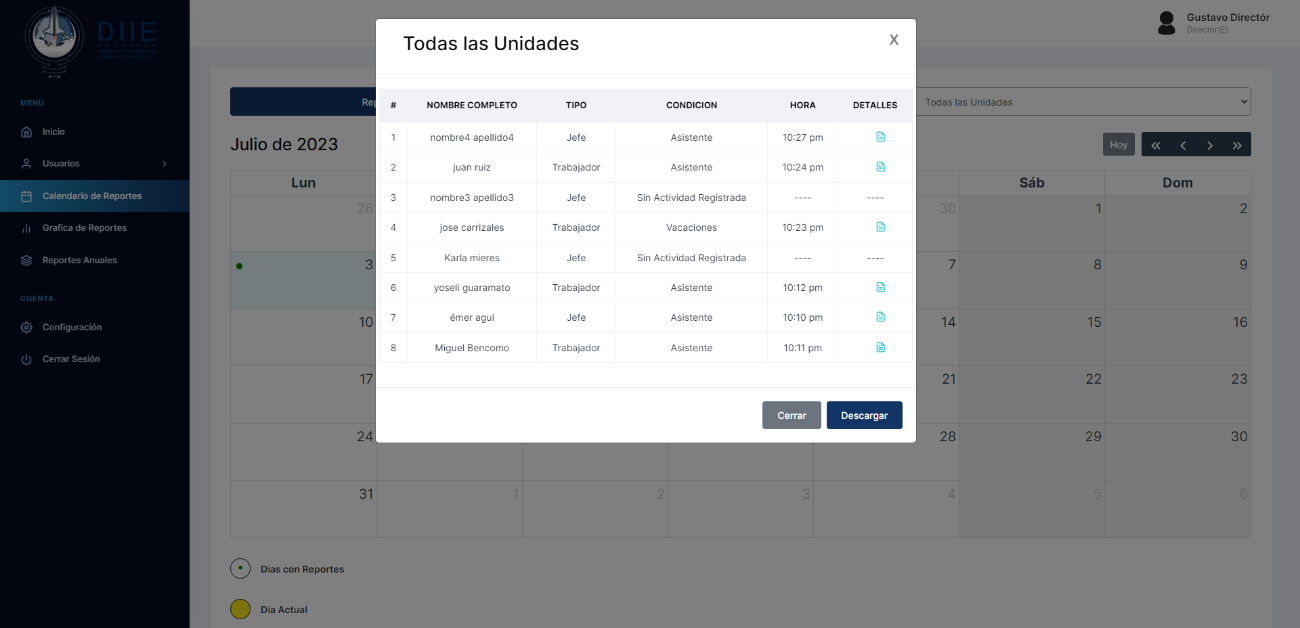 DIIE
MENÚ
Inicio
Usuarios
Calendario de Reportes
Grafica de Reportes
Reportes Anuales
CUENTA
Configuración
Cerrar Sesión
Gustavo Directór
Director(E)
Todas las Unidades
X
# NOMBRE COMPLETO TIPO CONDICION HORA DETALLES
1 nombre4 apellido4 Jefe Asistente 10:27 pm
2 juan ruiz Trabajador Asistente 10:24 pm
3 nombre3 apellido3 Jefe Sin Actividad Registrada ---- ----
4 jose carrizales Trabajador Vacaciones 10:23 pm
5 Karla mieres Jefe Sin Actividad Registrada ---- ----
6 yoseli guaramato Trabajador Asistente 10:12 pm
7 émer agui Jefe Asistente 10:10 pm
8 Miguel Bencomo Trabajador Asistente 10:11 pm
Cerrar Descargar
Rep
Todas las Unidades
Julio de 2023
Hoy « < > »
Lun Sáb Dom
26 30 1 2
3 7 8 9
10 14 15 16
17 21 22 23
24 28 29 30
31 1 2 3 4 5 6
Dias con Reportes
Dia Actual